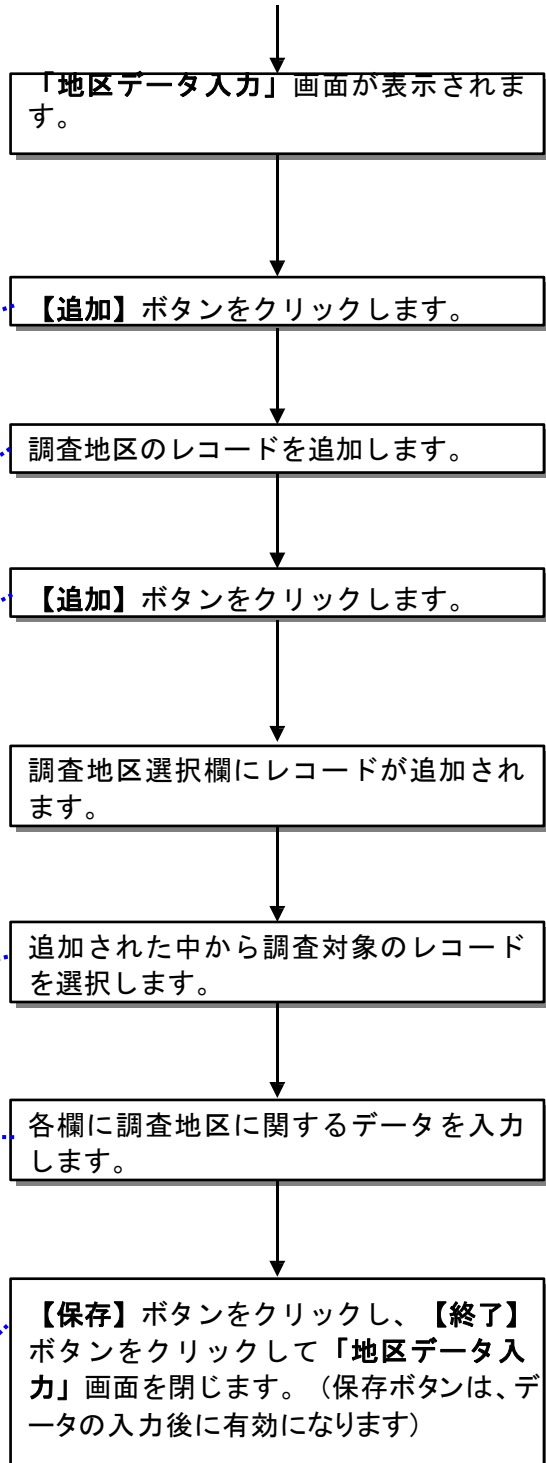 「地区データ入力」画面が表示されま
す。
【追加】ボタンをクリックします。
調査地区のレコードを追加します。
【追加】ボタンをクリックします。
調査地区選択欄にレコードが追加され
ます。
追加された中から調査対象のレコード
を選択します。
各欄に調査地区に関するデータを入力
します。
【保存】ボタンをクリックし、【終了】
ボタンをクリックして「地区データ入
力」画面を閉じます。（保存ボタンは、デ
ータの入力後に有効になります）